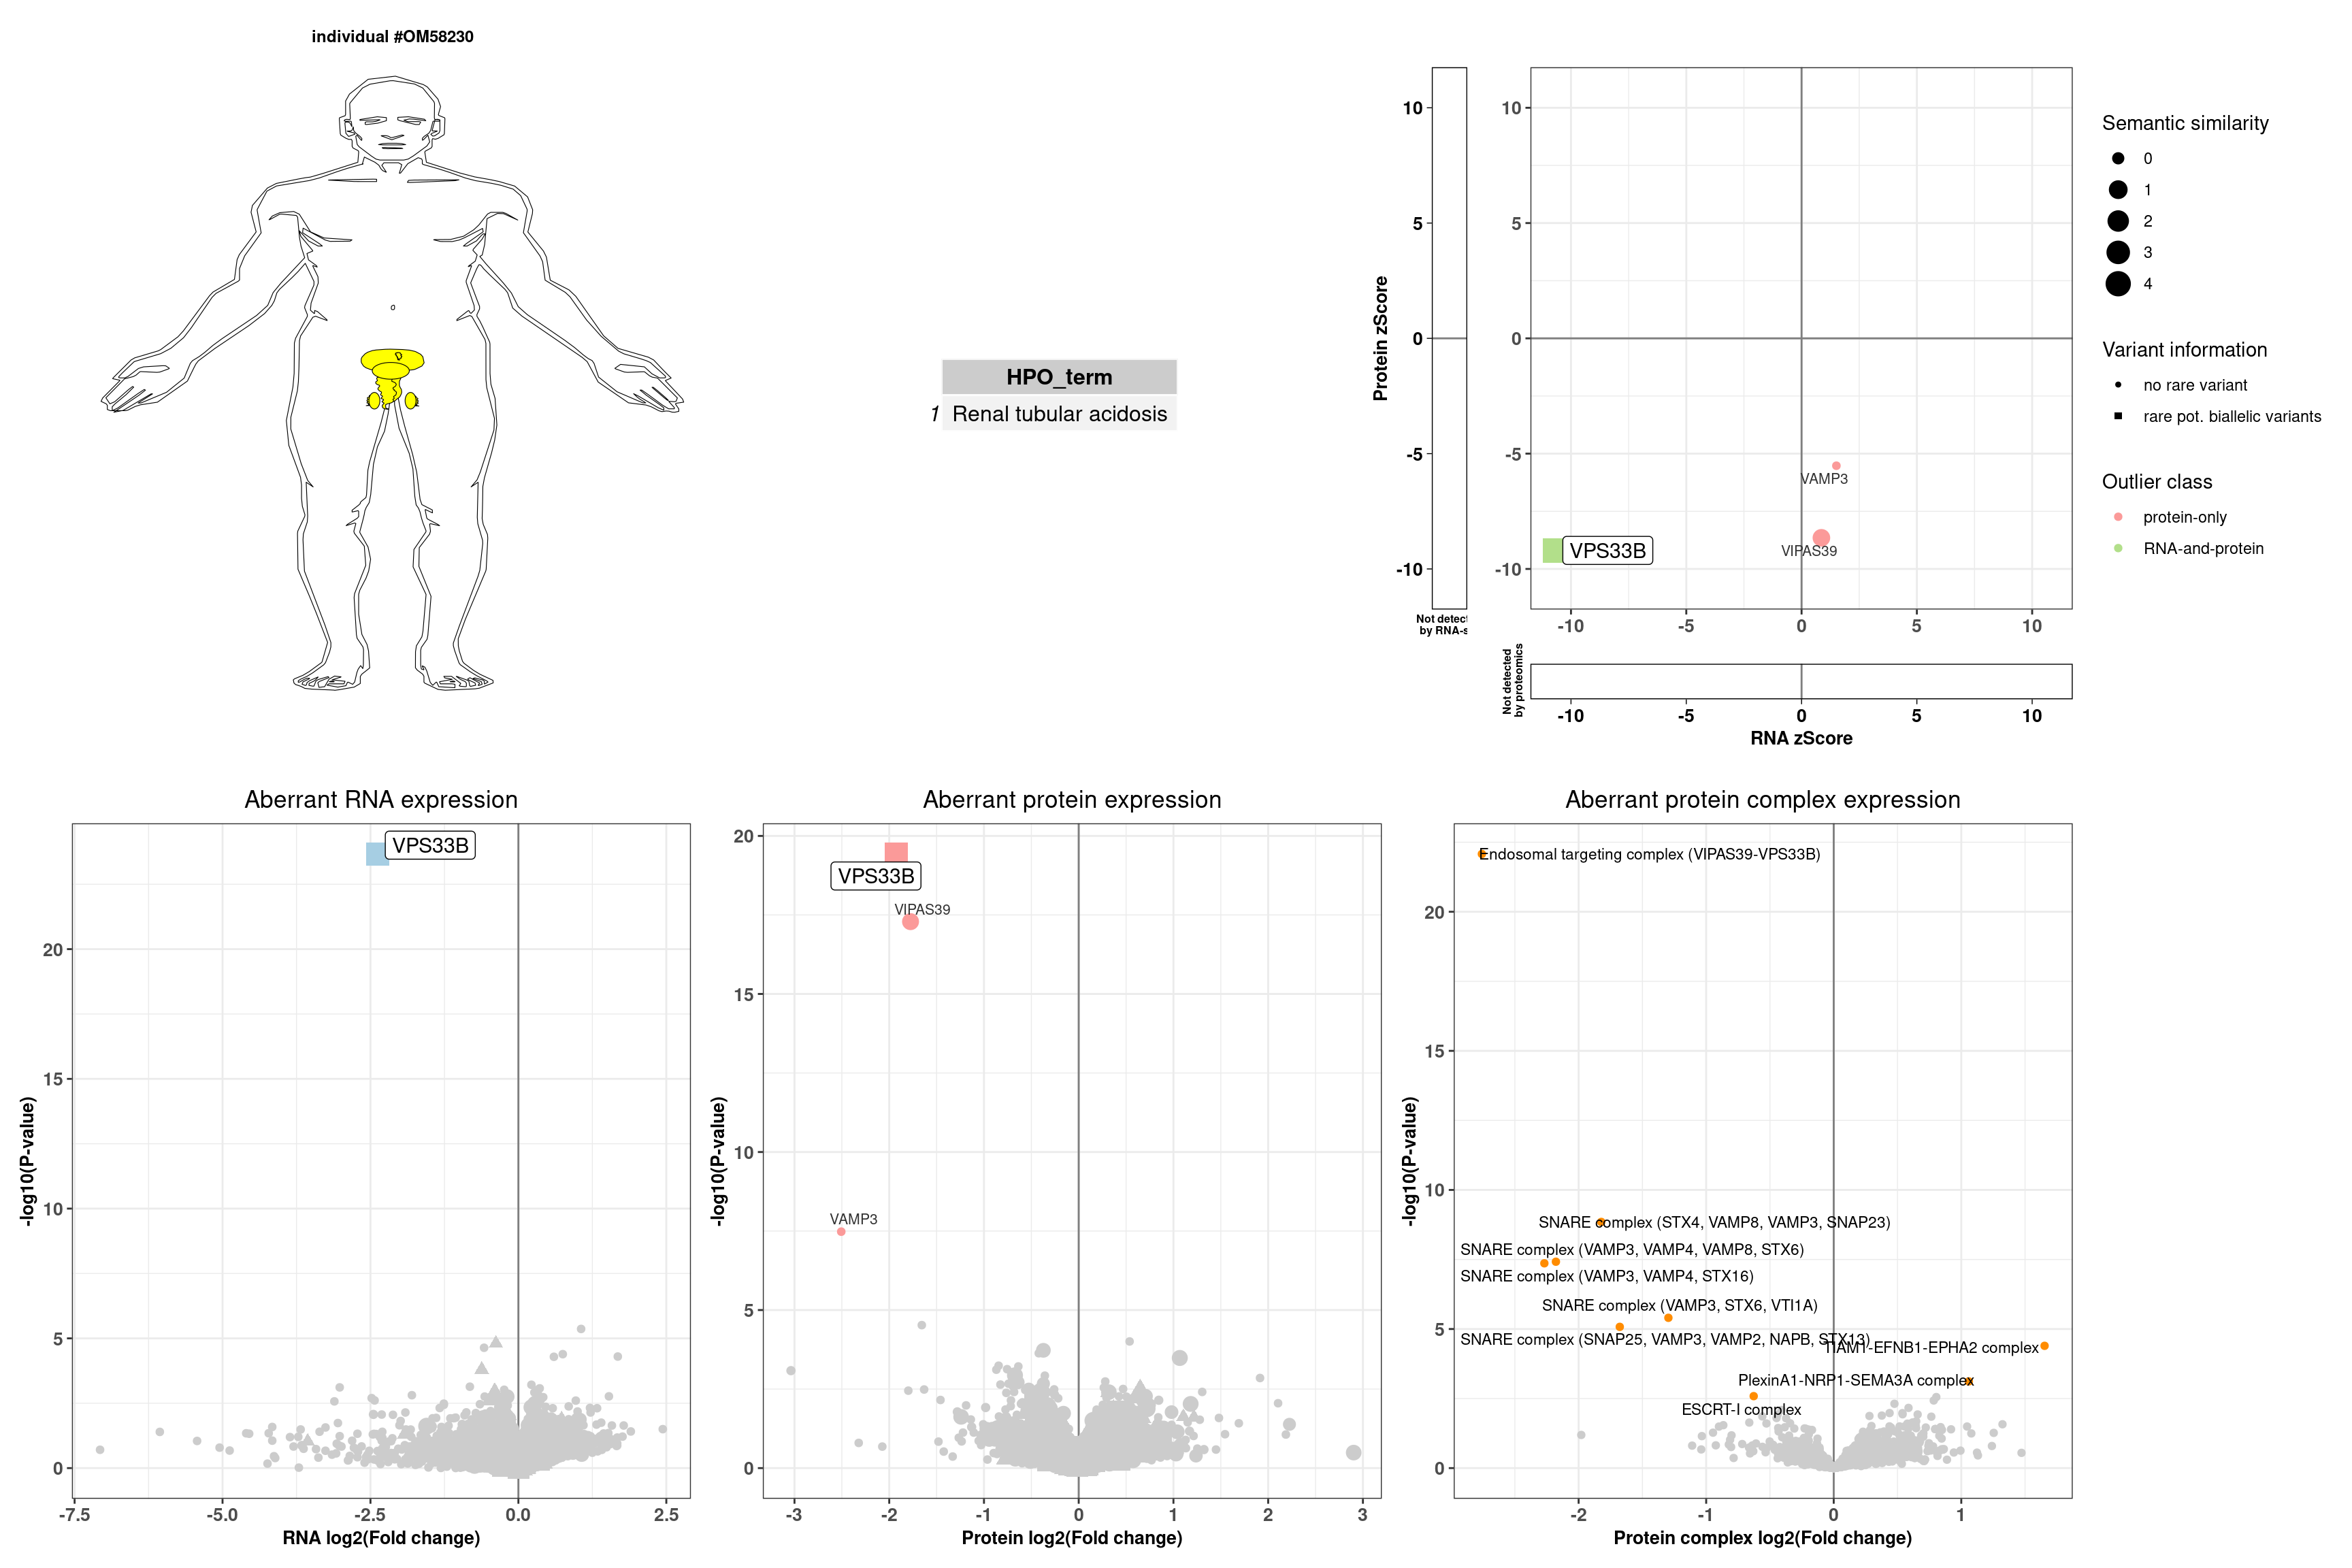 individual #OM58230
HPO_term
1 Renal tubular acidosis
Protein zScore
10
5
0
-5
-10
Not detec
by RNA-s
10
5
0
-5
-10
VAMP3
VIPAS39
VPS33B
-10 -5 0 5 10
Not detected
by proteomics
-10 -5 0 5 10
RNA zScore
Semantic similarity
0
1
2
3
4
Variant information
no rare variant
rare pot. biallelic variants
Outlier class
protein-only
RNA-and-protein
Aberrant RNA expression
VPS33B
-log10(P-value)
20
15
10
5
0
-7.5 -5.0 -2.5 0.0 2.5
RNA log2(Fold change)
Aberrant protein expression
VPS33B
VIPAS39
VAMP3
-log10(P-value)
20
15
10
5
0
-3 -2 -1 0 1 2 3
Protein log2(Fold change)
Aberrant protein complex expression
Endosomal targeting complex (VIPAS39-VPS33B)
SNARE complex (STX4, VAMP8, VAMP3, SNAP23)
SNARE complex (VAMP3, VAMP4, VAMP8, STX6)
SNARE complex (VAMP3, VAMP4, STX16)
SNARE complex (VAMP3, STX6, VTI1A)
SNARE complex (SNAP25, VAMP3, VAMP2, NAPB, STX13)
TIAM1-EFNB1-EPHA2 complex
PlexinA1-NRP1-SEMA3A complex
ESCRT-I complex
-log10(P-value)
20
15
10
5
0
-2 -1 0 1
Protein complex log2(Fold change)